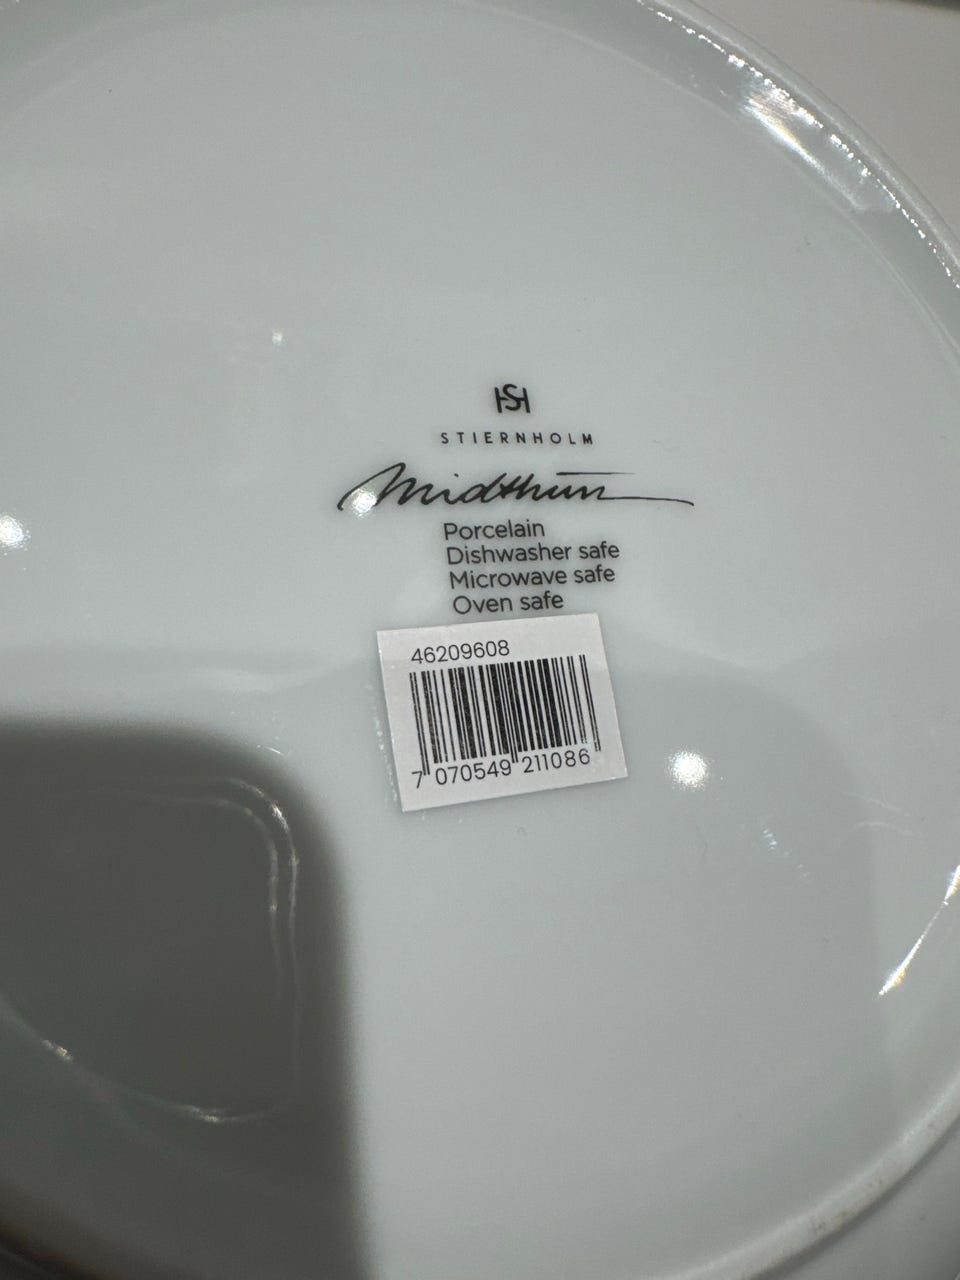 SH
STIERNHOLM
Midthun
Porcelain
Dishwasher safe
Microwave safe
Oven safe
46209608
7 070549 211086